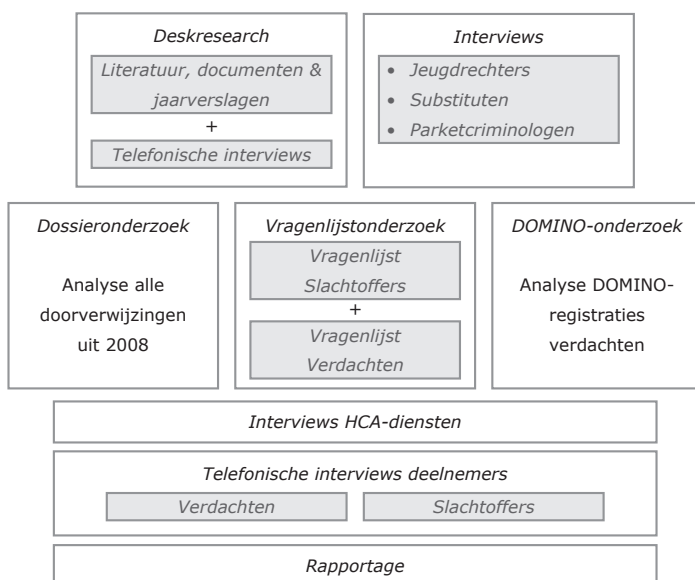 Deskresearch
Literatuur, documenten &
jaarverslagen
+
Telefonische interviews
Interviews
• Jeugdrechters
• Substituten
• Parketcriminologen
Dossieronderzoek
Analyse alle
doorverwijzingen
uit 2008
Vragenlijstonderzoek
Vragenlijst
Slachtoffers
+
Vragenlijst
Verdachten
DOMINO-onderzoek
Analyse DOMINO-
registraties
verdachten
Interviews HCA-diensten
Telefonische interviews deelnemers
Verdachten
Slachtoffers
Rapportage